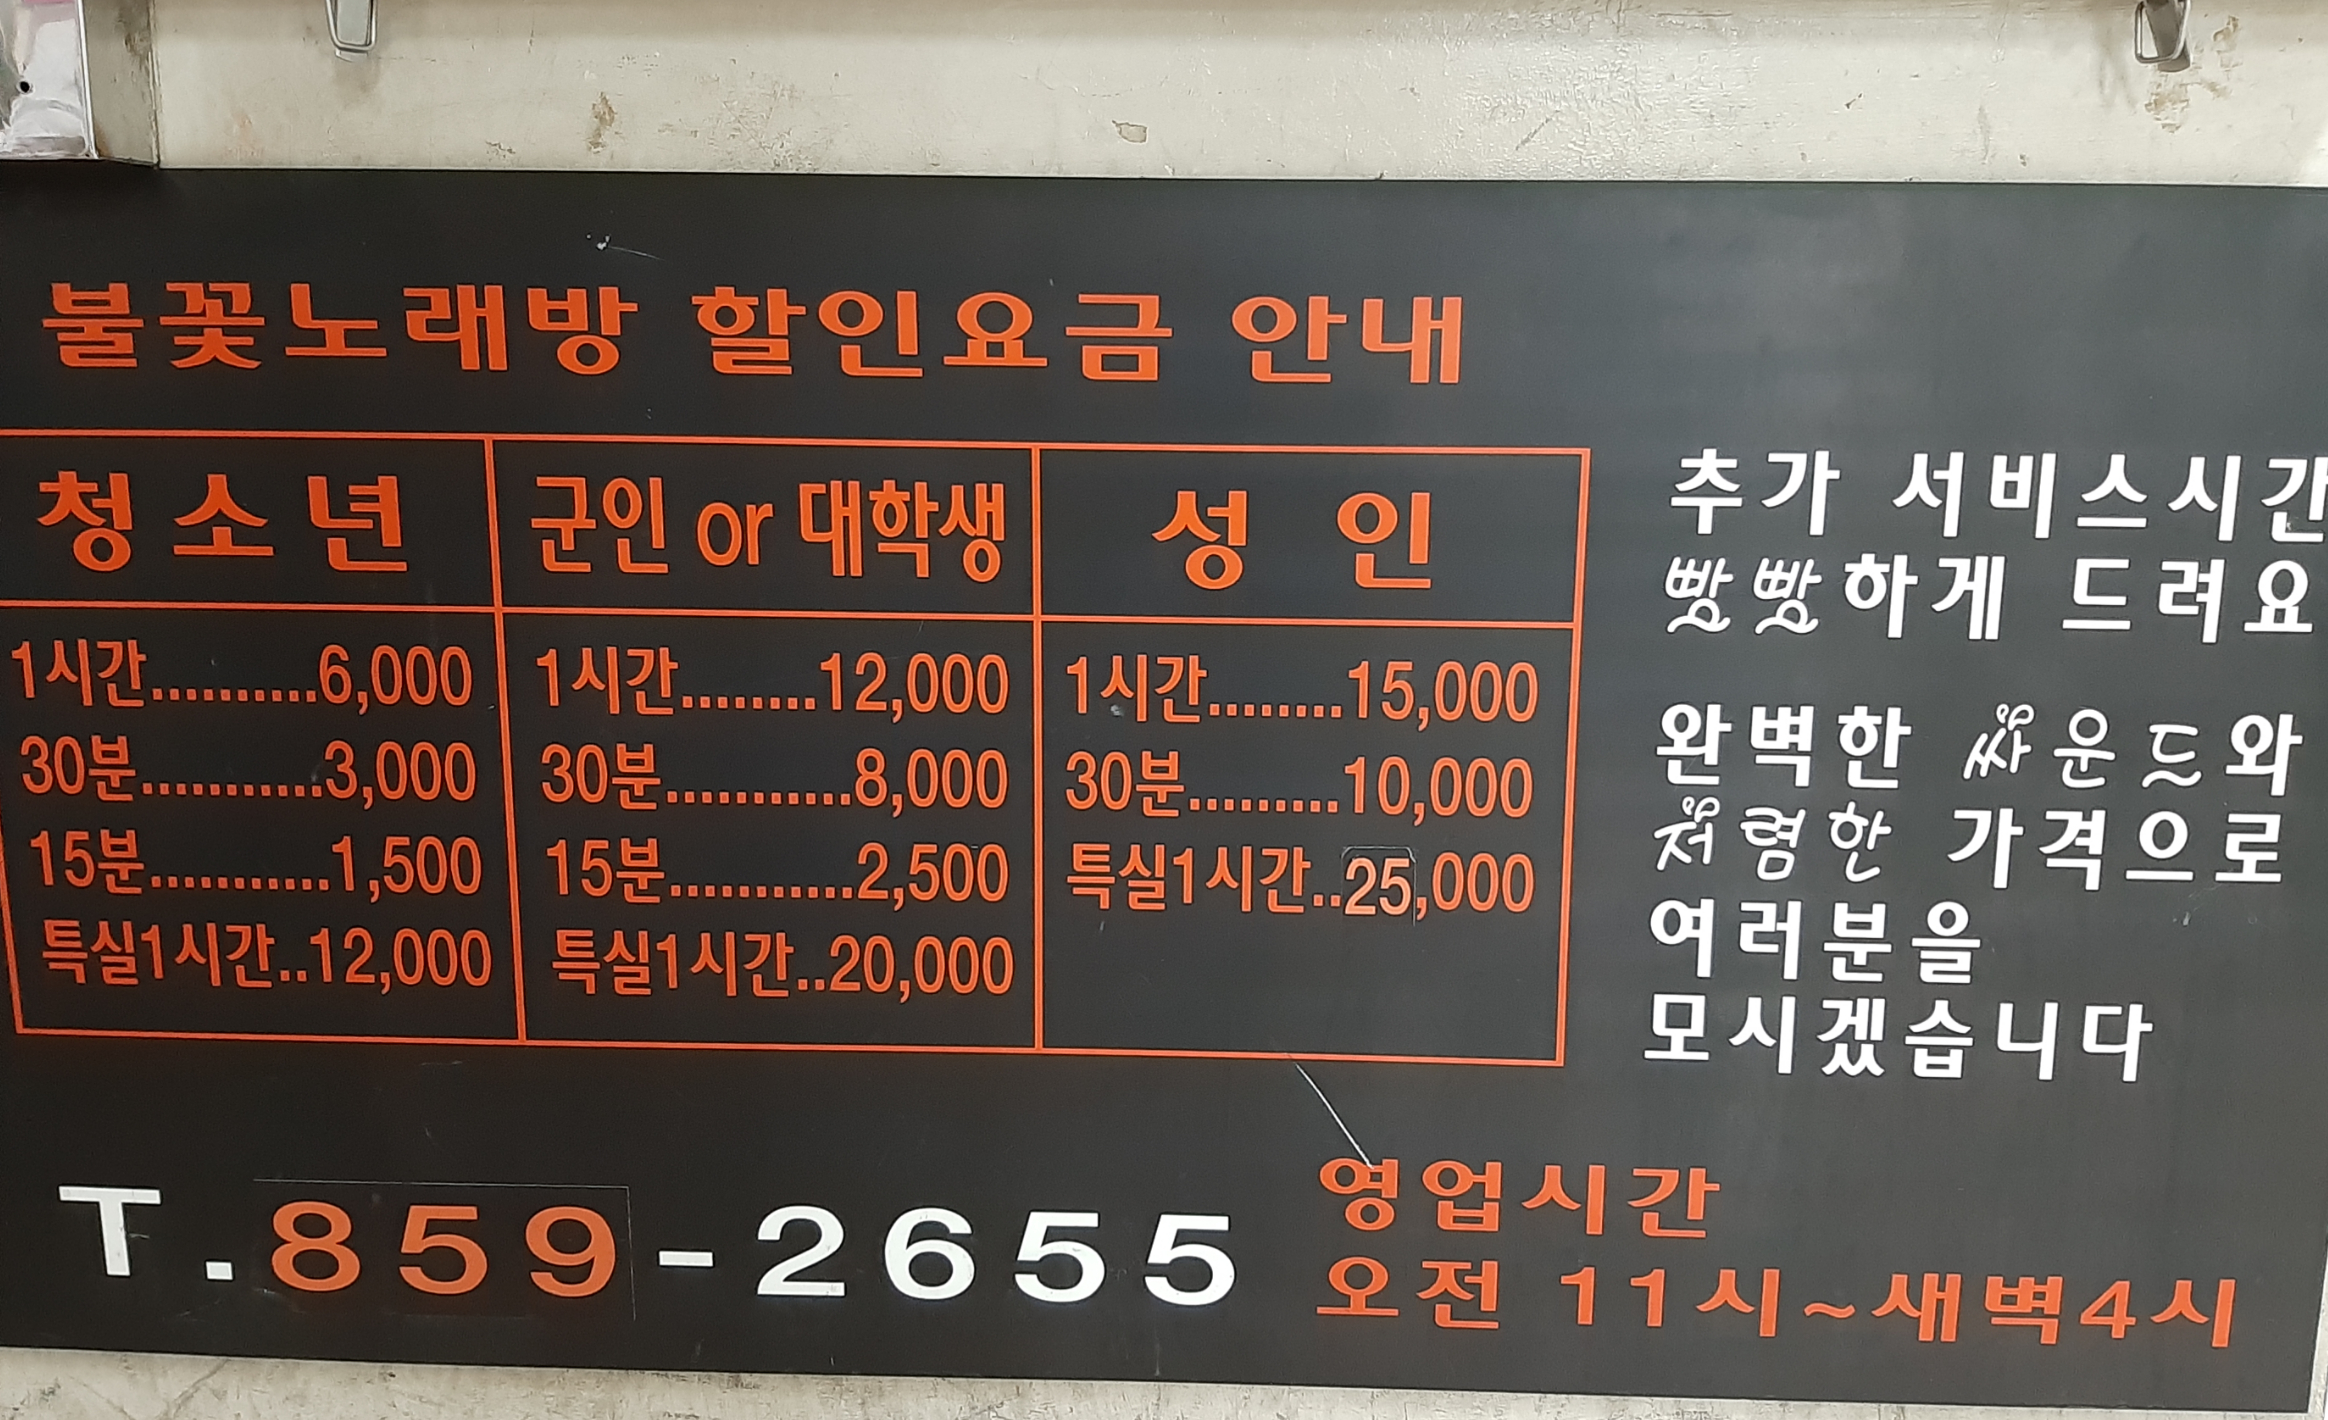 불꽃노래방 할인요금 안내
청소년
1시간..........6,000
30분...........3,000
15분...........1,500
특실1시간..12,000
군인 or 대학생
1시간........12,000
30분...........8,000
15분...........2,500
특실1시간..20,000
성인
1시간........15,000
30분.........10,000
특실1시간..25,000
추가 서비스시간
빵빵하게 드려요
완벽한 싸운드와
저렴한 가격으로
여러분을
모시겠습니다
T.859-2655
영업시간
오전 11시~새벽4시